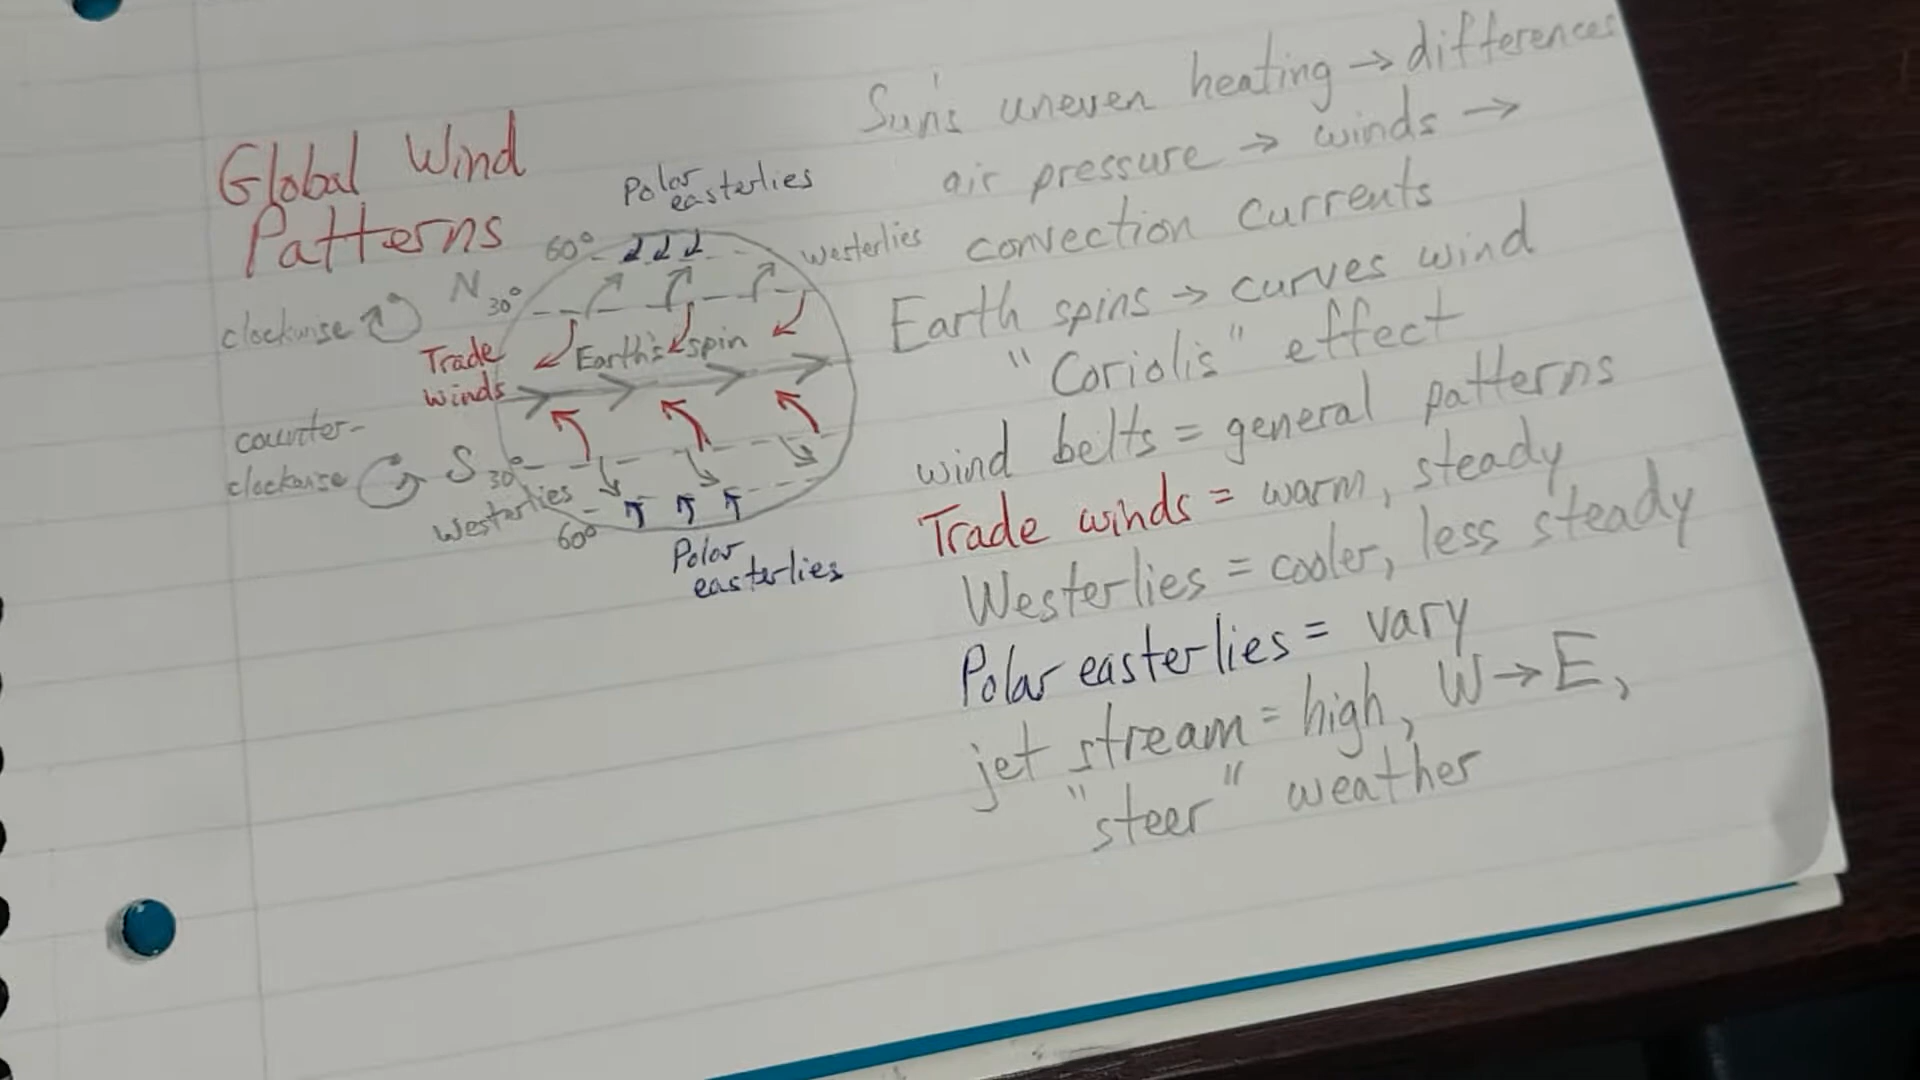 Global Wind
Patterns
Polar
easterlies
60°
westerlies
N 30°
clockwise
Trade
winds
Earth's spin
counter-
clockwise
S 30°
westerlies
60°
Polar
easterlies
Sun's uneven heating → differences
air pressure → winds →
convection currents
Earth spins → curves wind
"Coriolis" effect
wind belts = general patterns
Trade winds = warm, steady
Westerlies = cooler, less steady
Polar easterlies = vary
jet stream = high, W → E,
"steer" weather